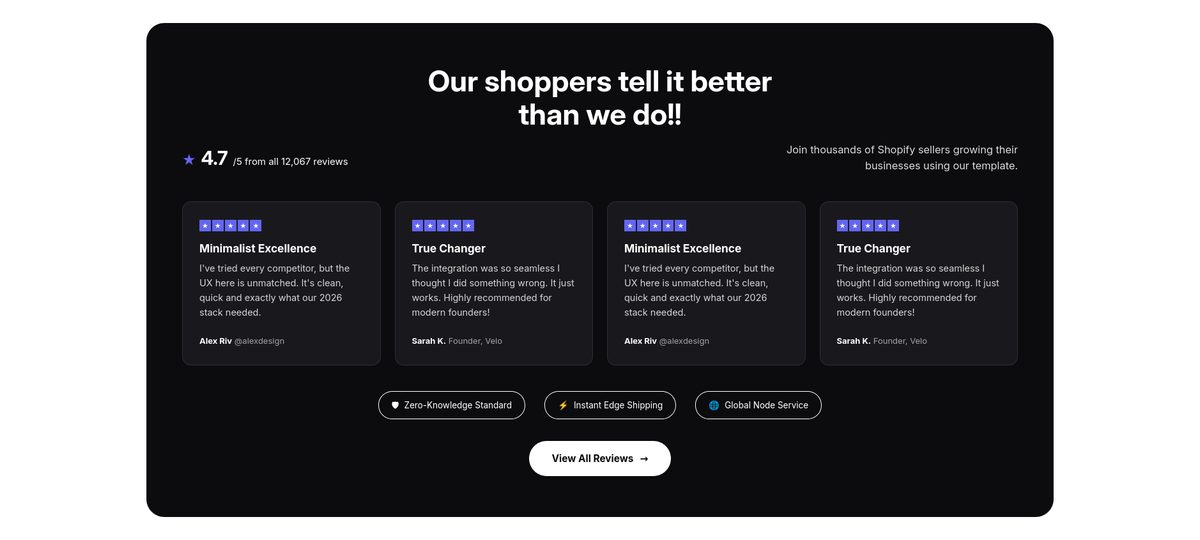 Our shoppers tell it better
than we do!!
★ 4.7 /5 from all 12,067 reviews
Join thousands of Shopify sellers growing their
businesses using our template.
Minimalist Excellence
I've tried every competitor, but the
UX here is unmatched. It's clean,
quick and exactly what our 2026
stack needed.
Alex Riv @alexdesign
True Changer
The integration was so seamless I
thought I did something wrong. It just
works. Highly recommended for
modern founders!
Sarah K. Founder, Velo
Minimalist Excellence
I've tried every competitor, but the
UX here is unmatched. It's clean,
quick and exactly what our 2026
stack needed.
Alex Riv @alexdesign
True Changer
The integration was so seamless I
thought I did something wrong. It just
works. Highly recommended for
modern founders!
Sarah K. Founder, Velo
Zero-Knowledge Standard
Instant Edge Shipping
Global Node Service
View All Reviews →